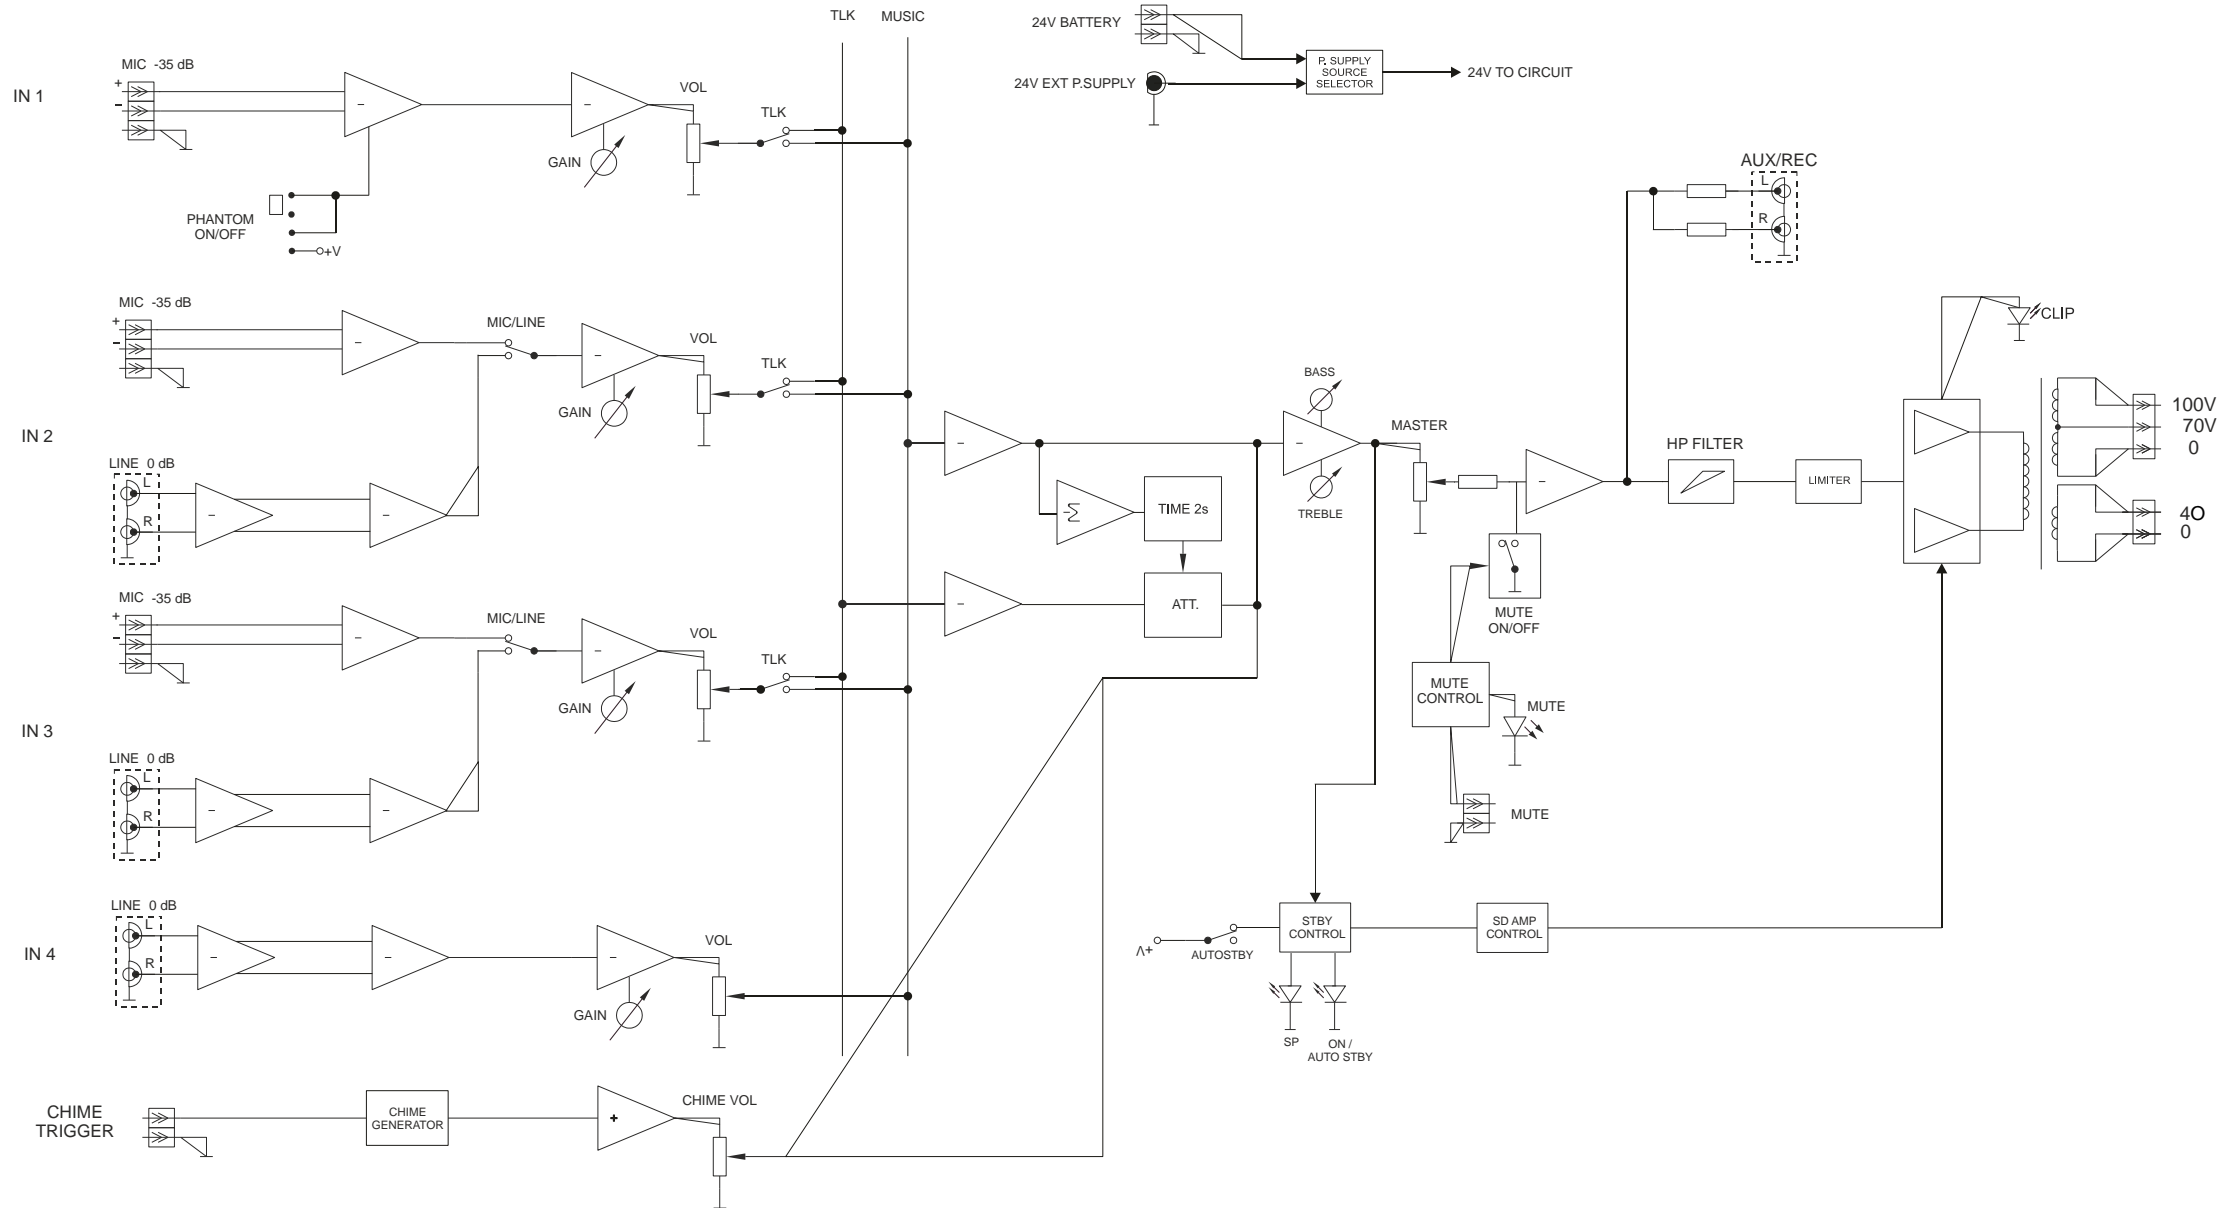 TLK MUSIC
24V BATTERY
24V EXT P.SUPPLY
P. SUPPLY
SOURCE
SELECTOR
24V TO CIRCUIT
IN 1
MIC -35 dB
+
-
-
-
GAIN
VOL
TLK
PHANTOM
ON/OFF
+V
AUX/REC
L
R
IN 2
MIC -35 dB
+
-
-
MIC/LINE
-
GAIN
VOL
TLK
LINE 0 dB
L
R
-
-
IN 3
MIC -35 dB
+
-
-
MIC/LINE
-
GAIN
VOL
TLK
LINE 0 dB
L
R
-
-
IN 4
LINE 0 dB
L
R
-
-
-
GAIN
VOL
CHIME
TRIGGER
CHIME
GENERATOR
+
CHIME VOL
-
-Σ
TIME 2s
-
ATT.
BASS
-
TREBLE
MASTER
-
MUTE
ON/OFF
MUTE
CONTROL
MUTE
MUTE
HP FILTER
LIMITER
CLIP
100V
70V
0
4O
0
Λ+
AUTOSTBY
STBY
CONTROL
SD AMP
CONTROL
SP
ON /
AUTO STBY